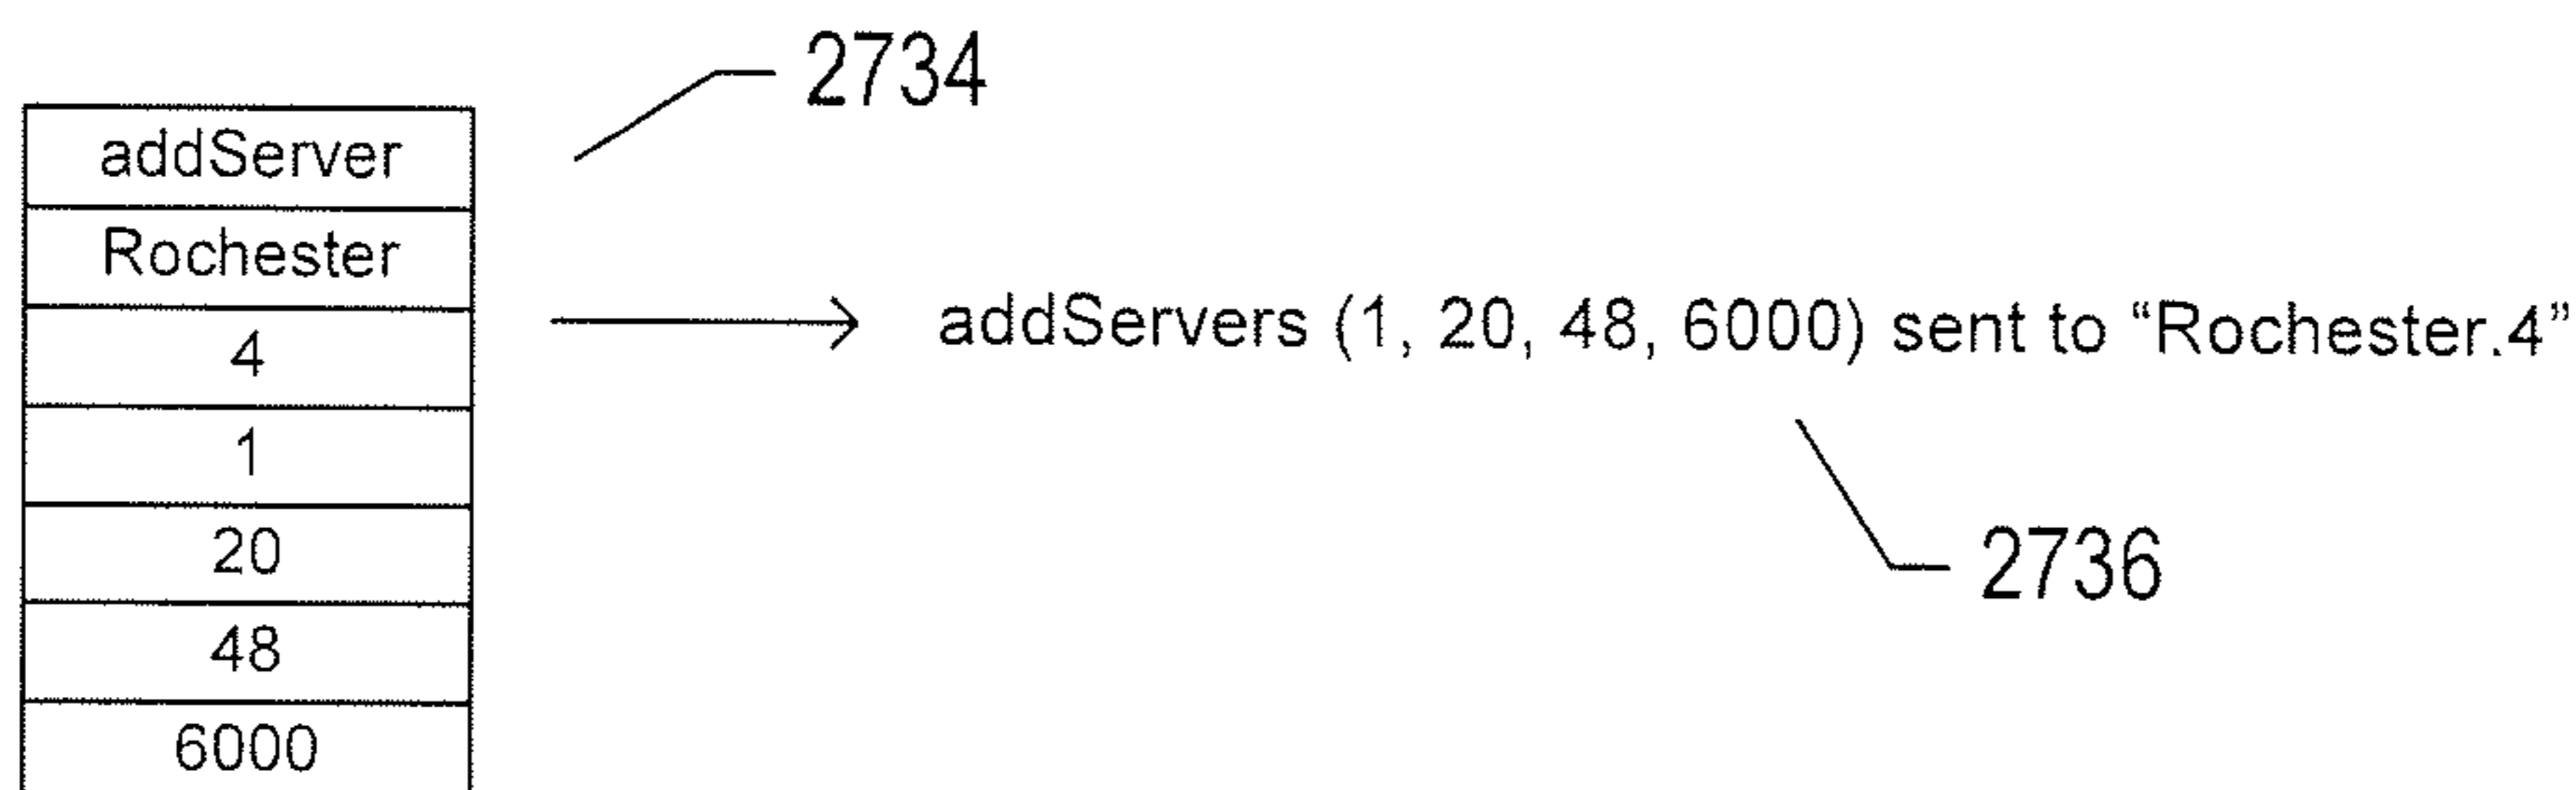 2734
addServer
Rochester
4
addServers (1, 20, 48, 6000) sent to “Rochester.4”
1
20
2736
48
6000